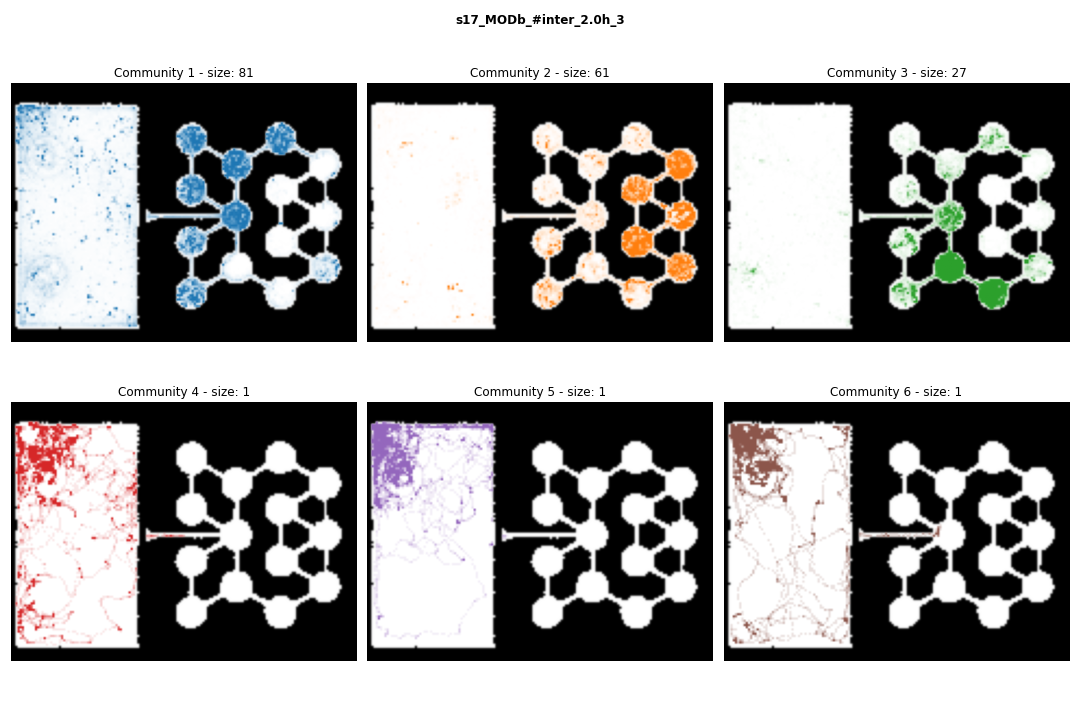 s17_MODb_#inter_2.0h_3
Community 1 - size: 81
Community 2 - size: 61
Community 3 - size: 27
Community 4 - size: 1
Community 5 - size: 1
Community 6 - size: 1